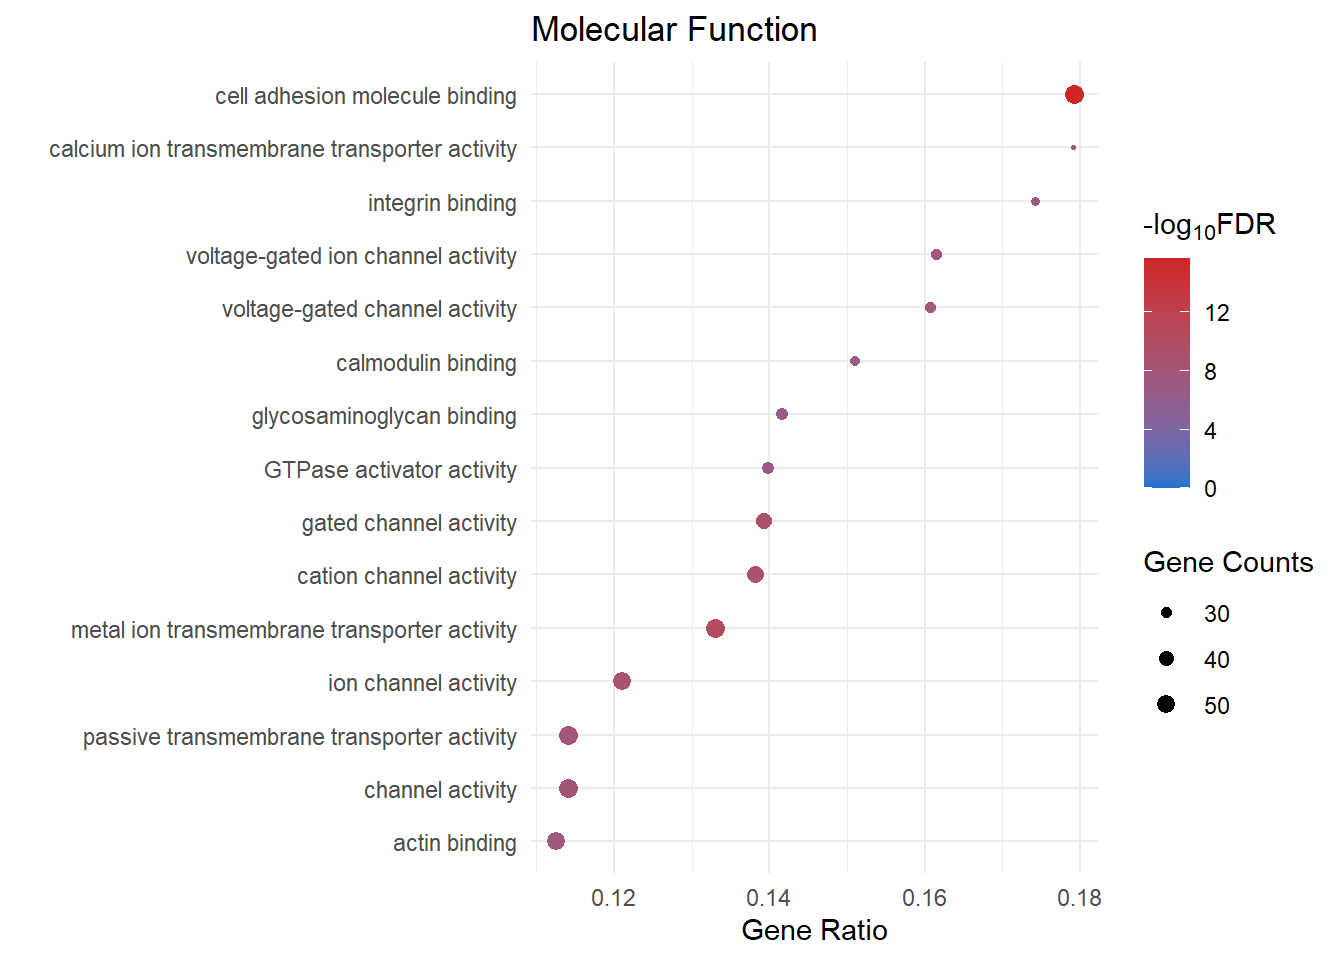 Molecular Function
cell adhesion molecule binding
calcium ion transmembrane transporter activity
integrin binding
voltage-gated ion channel activity
voltage-gated channel activity
calmodulin binding
glycosaminoglycan binding
GTPase activator activity
gated channel activity
cation channel activity
metal ion transmembrane transporter activity
ion channel activity
passive transmembrane transporter activity
channel activity
actin binding
0.12 0.14 0.16 0.18
Gene Ratio
-log₁₀FDR
12
8
4
0
Gene Counts
30
40
50